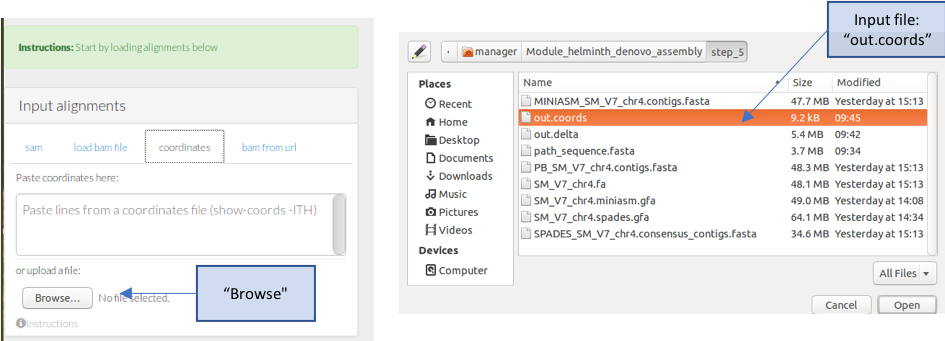 Instructions: Start by loading alignments below
Input alignments
sam load bam file coordinates bam from url
Paste coordinates here:
Paste lines from a coordinates file (show-coords -ITH)
or upload a file:
Browse... No file selected.
Instructions
“Browse"
Input file:
“out.coords”
manager Module_helminth_denovo_assembly step_5
Places
Recent
Home
Desktop
Documents
Downloads
Music
Pictures
Videos
Devices
Computer
Name Size Modified
MINIASM_SM_V7_chr4.contigs.fasta 47.7 MB Yesterday at 15:13
out.coords 9.2 kB 09:45
out.delta 5.4 MB 09:42
path_sequence.fasta 3.7 MB 09:34
PB_SM_V7_chr4.contigs.fasta 48.3 MB Yesterday at 15:13
SM_V7_chr4.fa 48.1 MB Yesterday at 15:13
SM_V7_chr4.miniasm.gfa 49.0 MB Yesterday at 14:08
SM_V7_chr4.spades.gfa 64.1 MB Yesterday at 14:34
SPADES_SM_V7_chr4.consensus_contigs.fasta 34.6 MB Yesterday at 15:13
All Files
Cancel Open